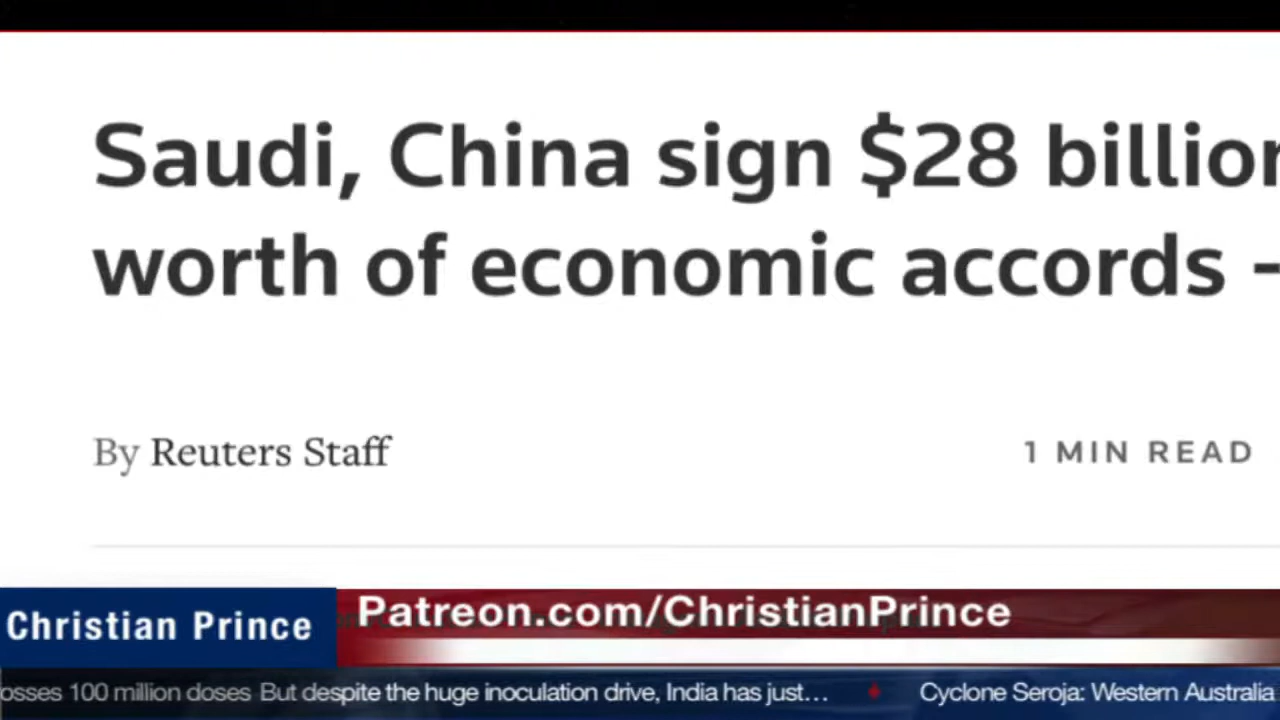 Saudi, China sign $28 billion
worth of economic accords -
By Reuters Staff
1 MIN READ
Christian Prince
Patreon.com/ChristianPrince
osses 100 million doses But despite the huge inoculation drive, India has just... Cyclone Seroja: Western Australia